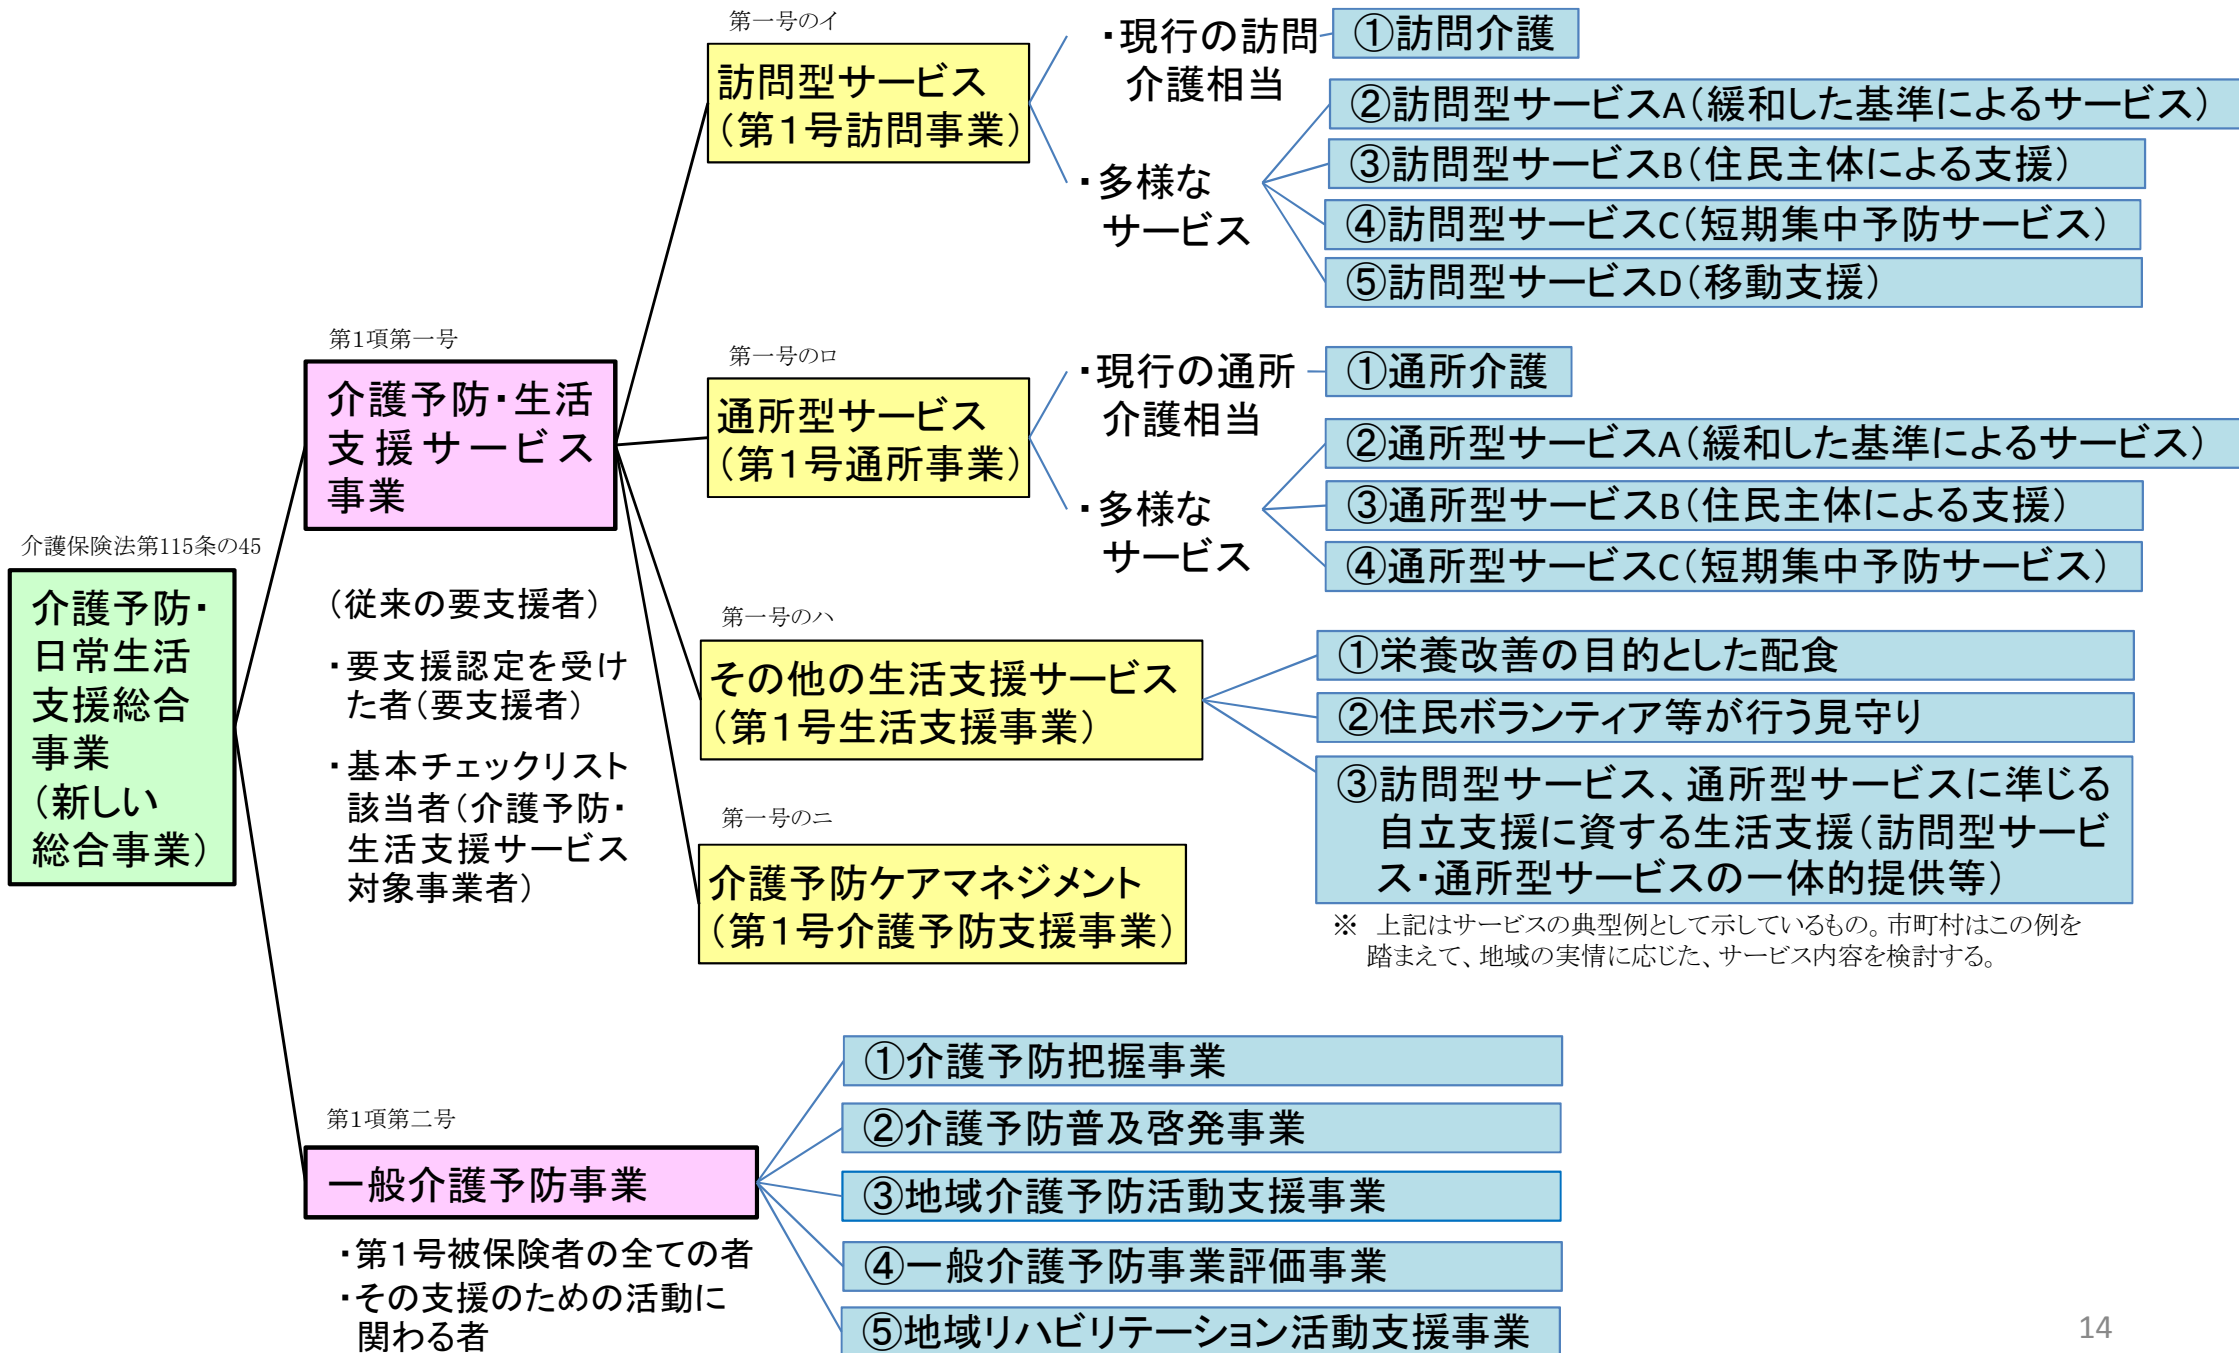 介護保険法第115条の45
介護予防・
日常生活
支援総合
事業
（新しい
総合事業）
第1項第一号
介護予防・生活
支援サービス
事業
（従来の要支援者）
・要支援認定を受け
た者（要支援者）
・基本チェックリスト
該当者（介護予防・
生活支援サービス
対象事業者）
第一号のイ
訪問型サービス
（第１号訪問事業）
・現行の訪問
介護相当
①訪問介護
・多様な
サービス
②訪問型サービスA（緩和した基準によるサービス）
③訪問型サービスB（住民主体による支援）
④訪問型サービスC（短期集中予防サービス）
⑤訪問型サービスD（移動支援）
第一号のロ
通所型サービス
（第１号通所事業）
・現行の通所
介護相当
①通所介護
・多様な
サービス
②通所型サービスA（緩和した基準によるサービス）
③通所型サービスB（住民主体による支援）
④通所型サービスC（短期集中予防サービス）
第一号のハ
その他の生活支援サービス
（第１号生活支援事業）
①栄養改善の目的とした配食
②住民ボランティア等が行う見守り
③訪問型サービス、通所型サービスに準じる
自立支援に資する生活支援（訪問型サービ
ス・通所型サービスの一体的提供等）
第一号のニ
介護予防ケアマネジメント
（第１号介護予防支援事業）
※　上記はサービスの典型例として示しているもの。市町村はこの例を
踏まえて、地域の実情に応じた、サービス内容を検討する。
第1項第二号
一般介護予防事業
・第１号被保険者の全ての者
・その支援のための活動に
関わる者
①介護予防把握事業
②介護予防普及啓発事業
③地域介護予防活動支援事業
④一般介護予防事業評価事業
⑤地域リハビリテーション活動支援事業
14